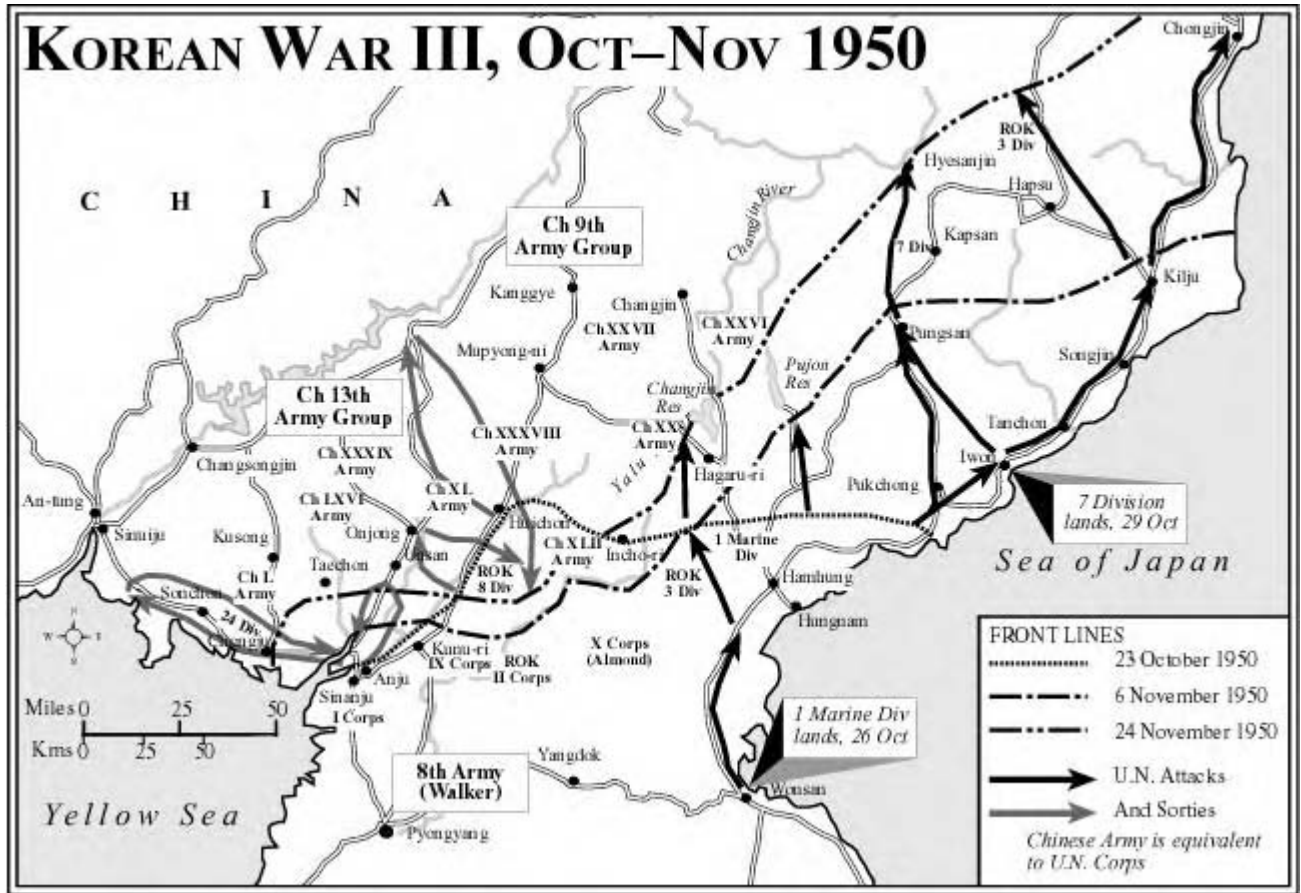 KOREAN WAR III, OCT–NOV 1950
Chongjin
ROK
3 Div
Hyesanjin
C H I N A
Changjin River
Hapsu
Ch 9th
Army Group
7 Div
Kapsan
Kanggye
Changjin
Kilju
Ch XXVII
Army
Ch XXVI
Army
Pungsan
Mupyong-ni
Pujon
Res
Songjin
Ch 13th
Army Group
Changjin
Res
Ch XXXVIII
Army
Ch XX
Army
Tanchon
Changsongjin
Ch XXXIX
Army
Iwon
Yalu
Hagaru-ri
An-tung
Ch XL
Army
Pukchong
7 Division
lands, 29 Oct
Ch LXVI
Army
Huichon
Sinuiju
Kusong
Onjong
Ch XLII
Army
Incho-ri
1 Marine
Div
Sea of Japan
Unsan
Taechon
ROK
8 Div
ROK
3 Div
Hamhung
Ch L
Army
Sonchon
Hungnam
24 Div
Chongju
Kunu-ri
IX Corps
ROK
II Corps
X Corps
(Almond)
Anju
Sinanju
I Corps
N
W
Miles 0 25 50
Kms 0 25 50
1 Marine Div
lands, 26 Oct
8th Army
(Walker)
Yangdok
Wonsan
Yellow Sea
Pyongyang
FRONT LINES
23 October 1950
6 November 1950
24 November 1950
U.N. Attacks
And Sorties
Chinese Army is equivalent
to U.N. Corps